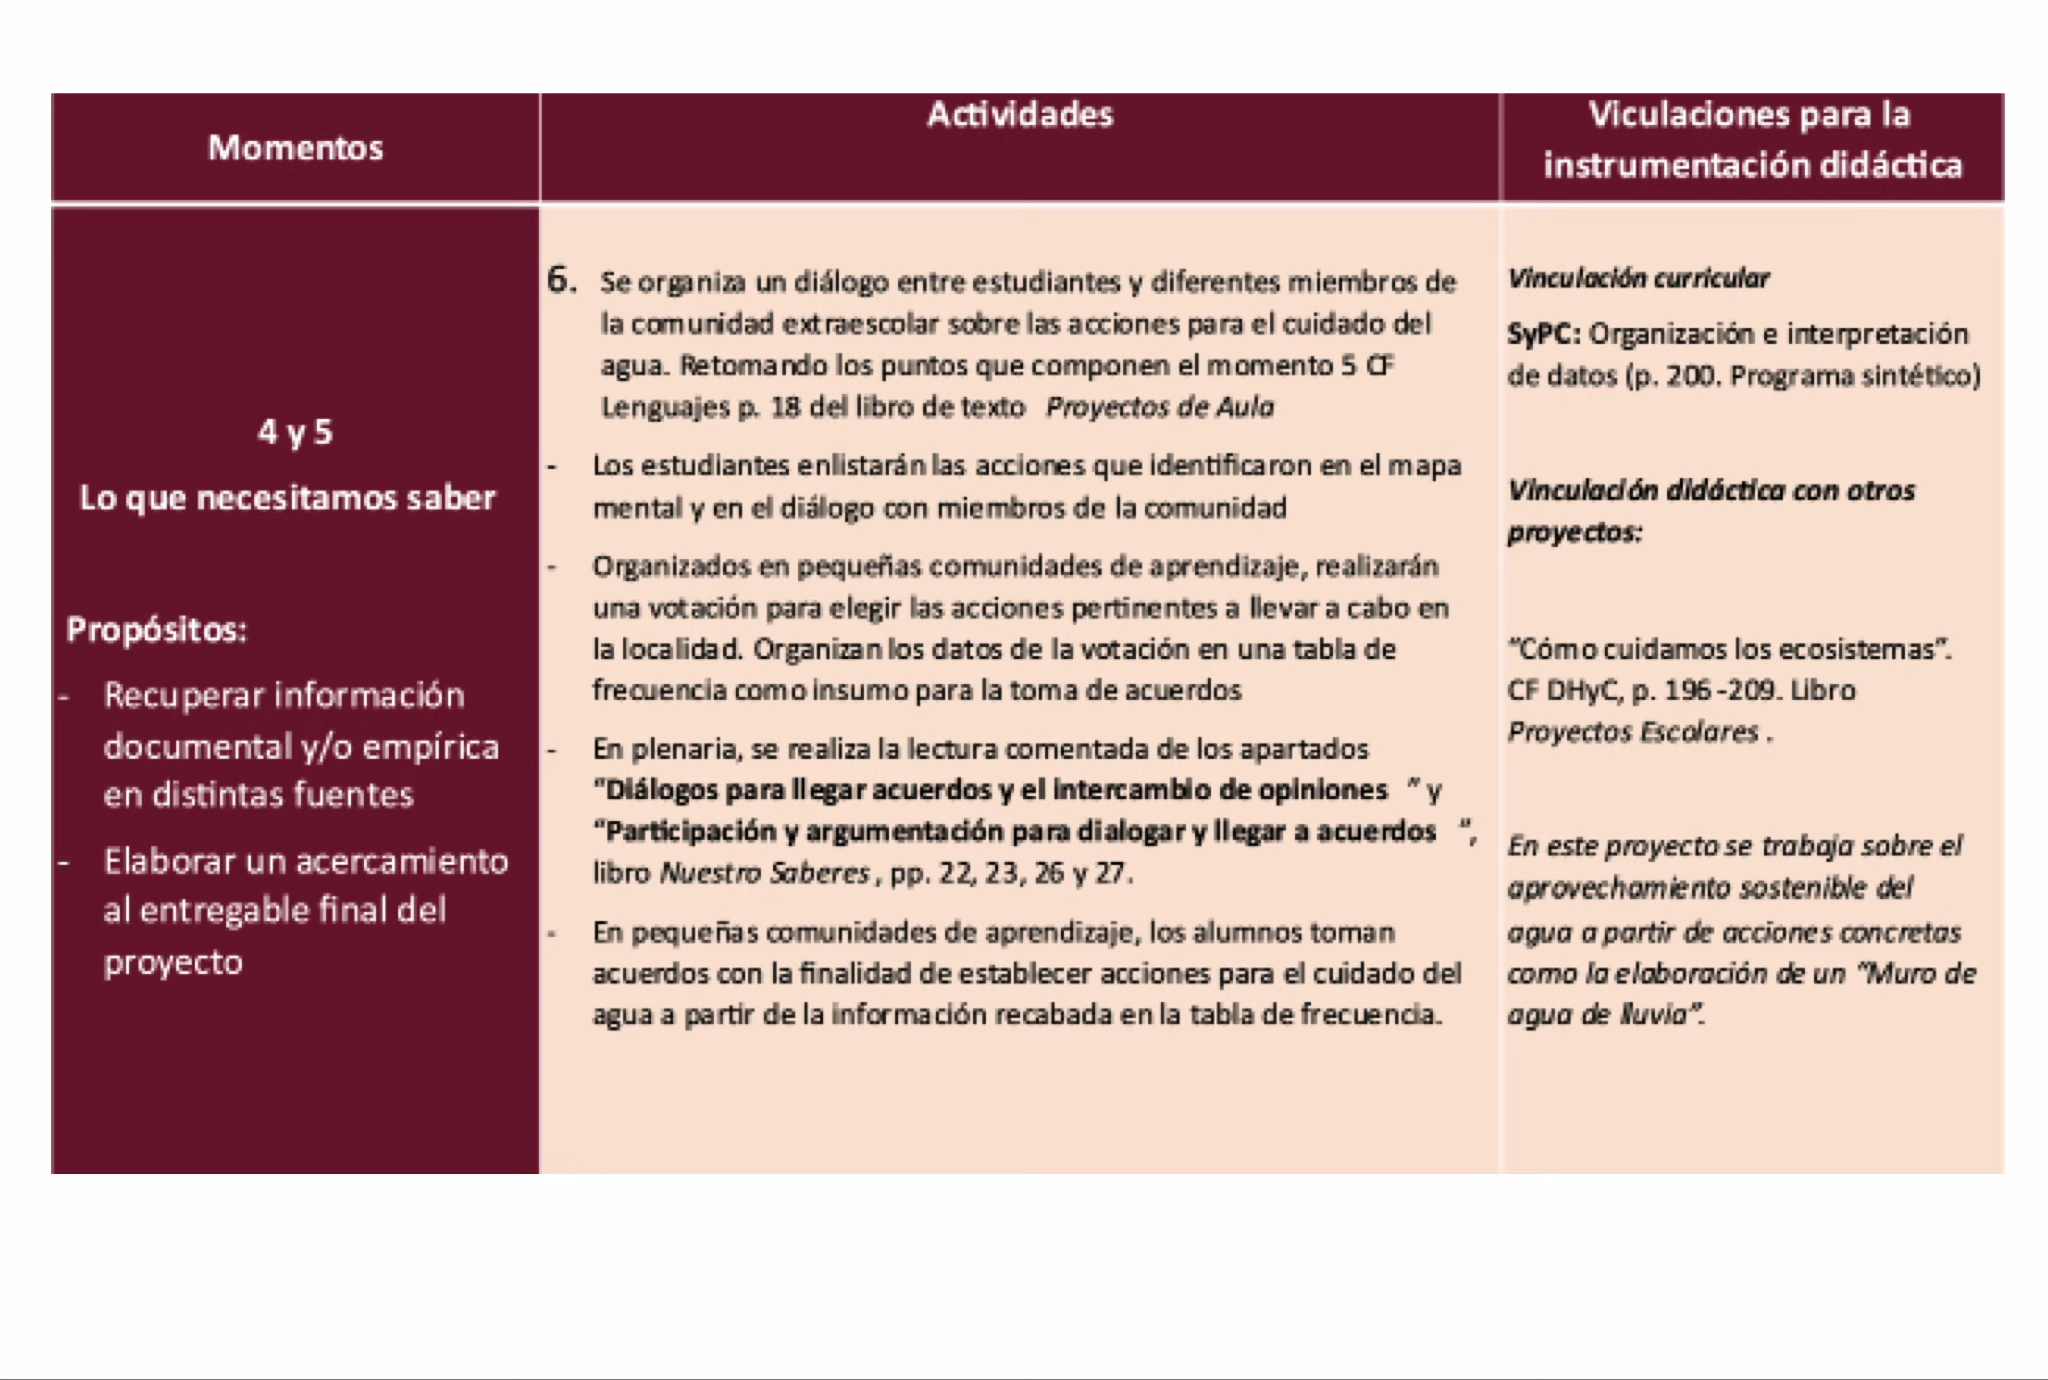 Momentos
Actividades
Viculaciones para la
instrumentación didáctica
4 y 5
Lo que necesitamos saber
Propósitos:
- Recuperar información
documental y/o empírica
en distintas fuentes
- Elaborar un acercamiento
al entregable final del
proyecto
6. Se organiza un diálogo entre estudiantes y diferentes miembros de
la comunidad extraescolar sobre las acciones para el cuidado del
agua. Retomando los puntos que componen el momento 5 CF
Lenguajes p. 18 del libro de texto Proyectos de Aula
- Los estudiantes enlistarán las acciones que identificaron en el mapa
mental y en el diálogo con miembros de la comunidad
- Organizados en pequeñas comunidades de aprendizaje, realizarán
una votación para elegir las acciones pertinentes a llevar a cabo en
la localidad. Organizan los datos de la votación en una tabla de
frecuencia como insumo para la toma de acuerdos
- En plenaria, se realiza la lectura comentada de los apartados
“Diálogos para llegar acuerdos y el intercambio de opiniones ” y
“Participación y argumentación para dialogar y llegar a acuerdos ”,
libro Nuestro Saberes, pp. 22, 23, 26 y 27.
- En pequeñas comunidades de aprendizaje, los alumnos toman
acuerdos con la finalidad de establecer acciones para el cuidado del
agua a partir de la información recabada en la tabla de frecuencia.
Vinculación curricular
SyPC: Organización e interpretación
de datos (p. 200. Programa sintético)
Vinculación didáctica con otros
proyectos:
“Cómo cuidamos los ecosistemas”.
CF DHyC, p. 196-209. Libro
Proyectos Escolares .
En este proyecto se trabaja sobre el
aprovechamiento sostenible del
agua a partir de acciones concretas
como la elaboración de un “Muro de
agua de lluvia”.